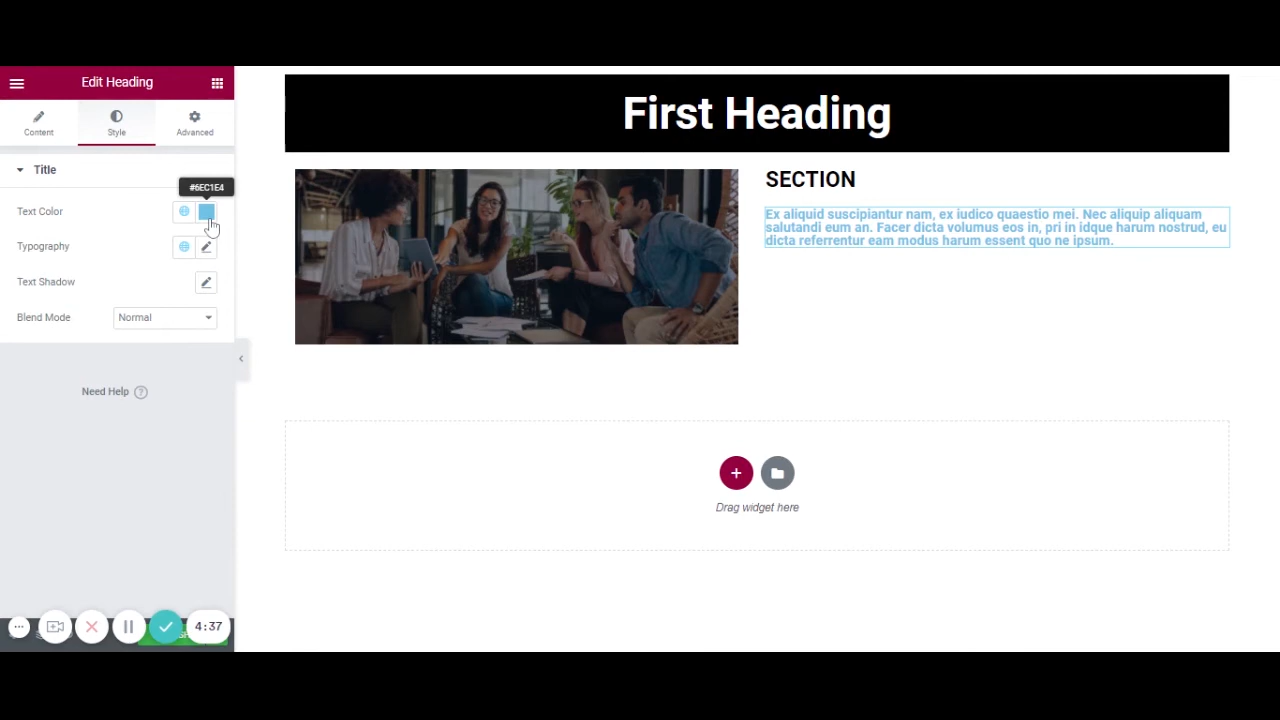 Edit Heading
Content
Style
Advanced
Title
#6EC1E4
Text Color
Typography
Text Shadow
Blend Mode
Normal
Need Help ?
4:37
First Heading
SECTION
Ex aliquid suscipiantur nam, ex iudico quaestio mei. Nec aliquip aliquam
salutandi eum an. Facer dicta volumus eos in, pri in idque harum nostrud, eu
dicta referrentur eam modus harum essent quo ne ipsum.
Drag widget here